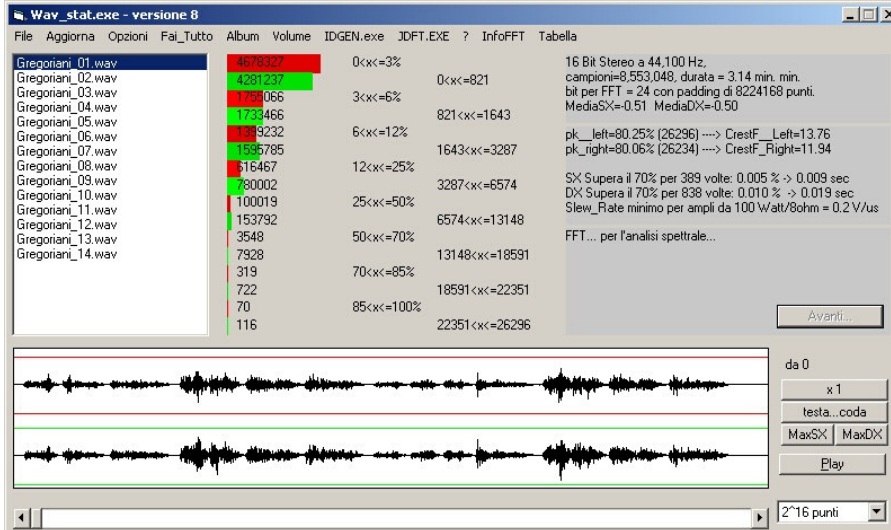 Wav_stat.exe - versione 8
File Aggiorna Opzioni Fai_Tutto Album Volume IDGEN.exe JDFT.EXE ? InfoFFT Tabella
Gregoriani_01.wav
Gregoriani_02.wav
Gregoriani_03.wav
Gregoriani_04.wav
Gregoriani_05.wav
Gregoriani_06.wav
Gregoriani_07.wav
Gregoriani_08.wav
Gregoriani_09.wav
Gregoriani_10.wav
Gregoriani_11.wav
Gregoriani_12.wav
Gregoriani_13.wav
Gregoriani_14.wav
4678327 0<x<=3%
4281237 0<x<=821
1755066 3<x<=6%
1733466 821<x<=1643
1399232 6<x<=12%
1595785 1643<x<=3287
616467 12<x<=25%
780002 3287<x<=6574
100019 25<x<=50%
153792 6574<x<=13148
3548 50<x<=70%
7928 13148<x<=18591
319 70<x<=85%
722 18591<x<=22351
70 85<x<=100%
116 22351<x<=26296
16 Bit Stereo a 44,100 Hz,
campioni=8,553,048, durata = 3.14 min. min.
bit per FFT = 24 con padding di 8224168 punti.
MediaSX=-0.51 MediaDX=-0.50
pk__left=80.25% (26296) ----> CrestF__Left=13.76
pk_right=80.06% (26234) ----> CrestF_Right=11.94
SX Supera il 70% per 389 volte: 0.005 % -> 0.009 sec
DX Supera il 70% per 838 volte: 0.010 % -> 0.019 sec
Slew_Rate minimo per ampli da 100 Watt/8ohm = 0.2 V/us
FFT... per l'analisi spettrale...
Avanti...
da 0
x 1
testa...coda
MaxSX MaxDX
Play
2^16 punti